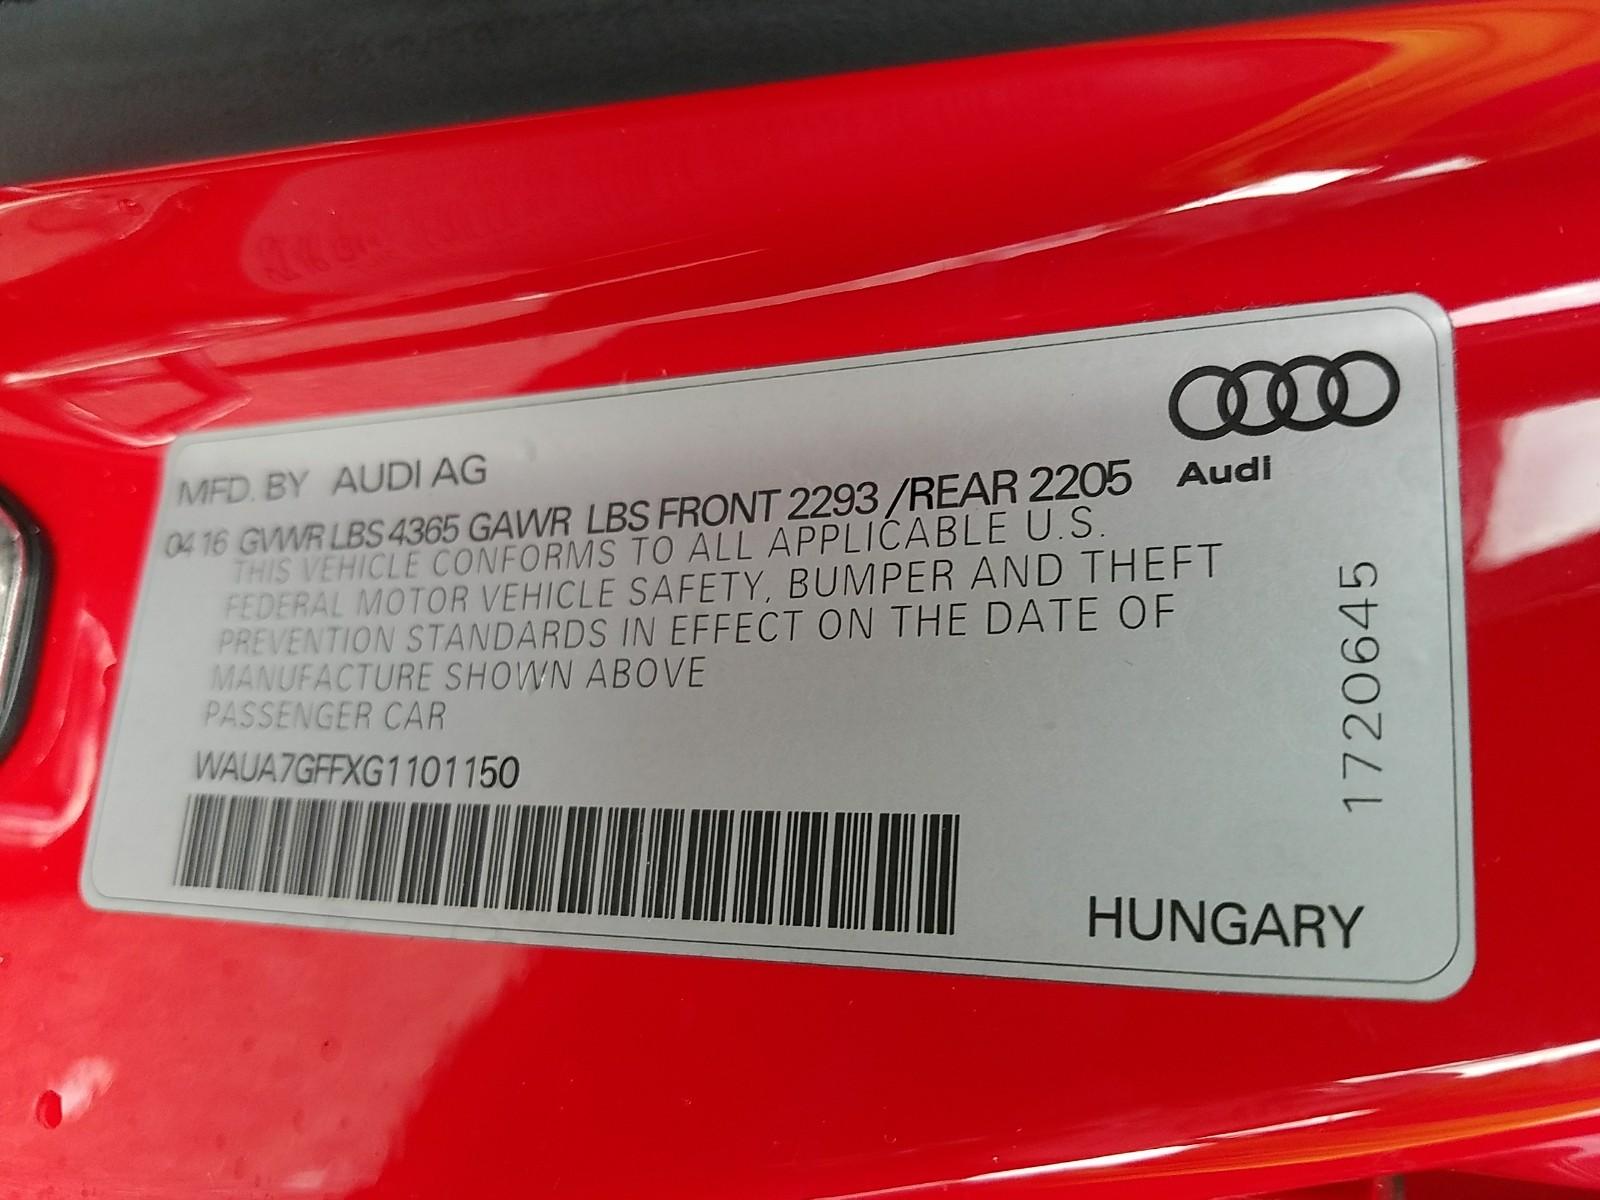 MFD. BY AUDI AG
04 16 GVWR LBS 4365 GAWR LBS FRONT 2293 /REAR 2205
THIS VEHICLE CONFORMS TO ALL APPLICABLE U.S.
FEDERAL MOTOR VEHICLE SAFETY, BUMPER AND THEFT
PREVENTION STANDARDS IN EFFECT ON THE DATE OF
MANUFACTURE SHOWN ABOVE
PASSENGER CAR
WAUA7GFFXG1101150
Audi
1720645
HUNGARY